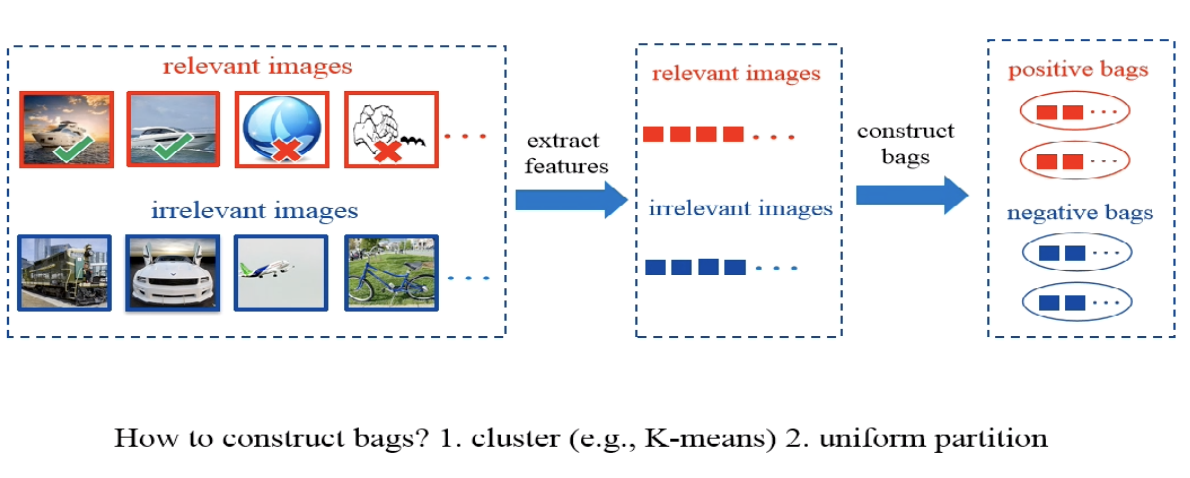 relevant images
irrelevant images
extract
features
relevant images
irrelevant images
construct
bags
positive bags
negative bags
How to construct bags? 1. cluster (e.g., K-means) 2. uniform partition